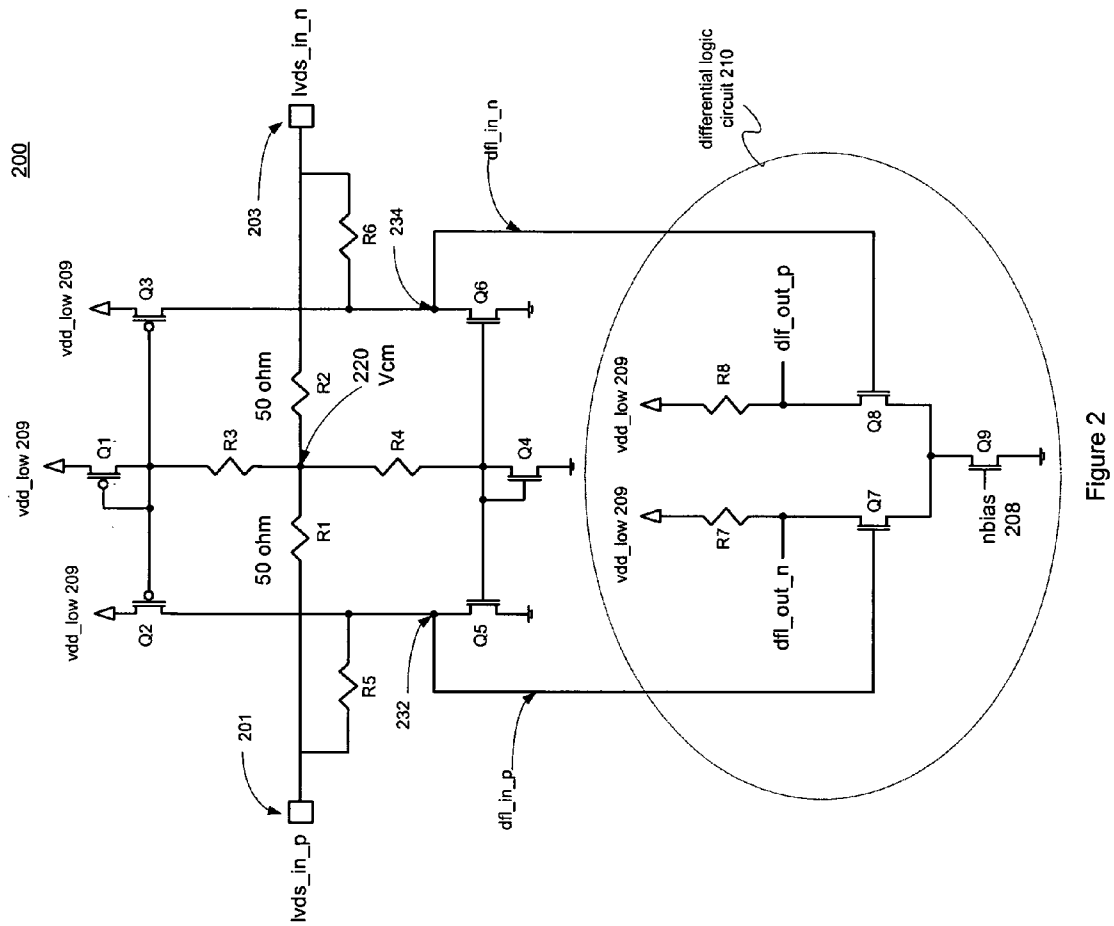 200
vdd_low 209
vdd_low 209
vdd_low 209
Q1
Q2
Q3
201
203
lvds_in_p
lvds_in_n
50 ohm
50 ohm
R1
R2
R3
R4
R5
R6
220
Vcm
232
234
Q5
Q4
Q6
dfl_in_p
dfl_in_n
differential logic
circuit 210
vdd_low 209
vdd_low 209
R7
R8
dfl_out_n
dlf_out_p
Q7
Q8
nbias
208
Q9
Figure 2